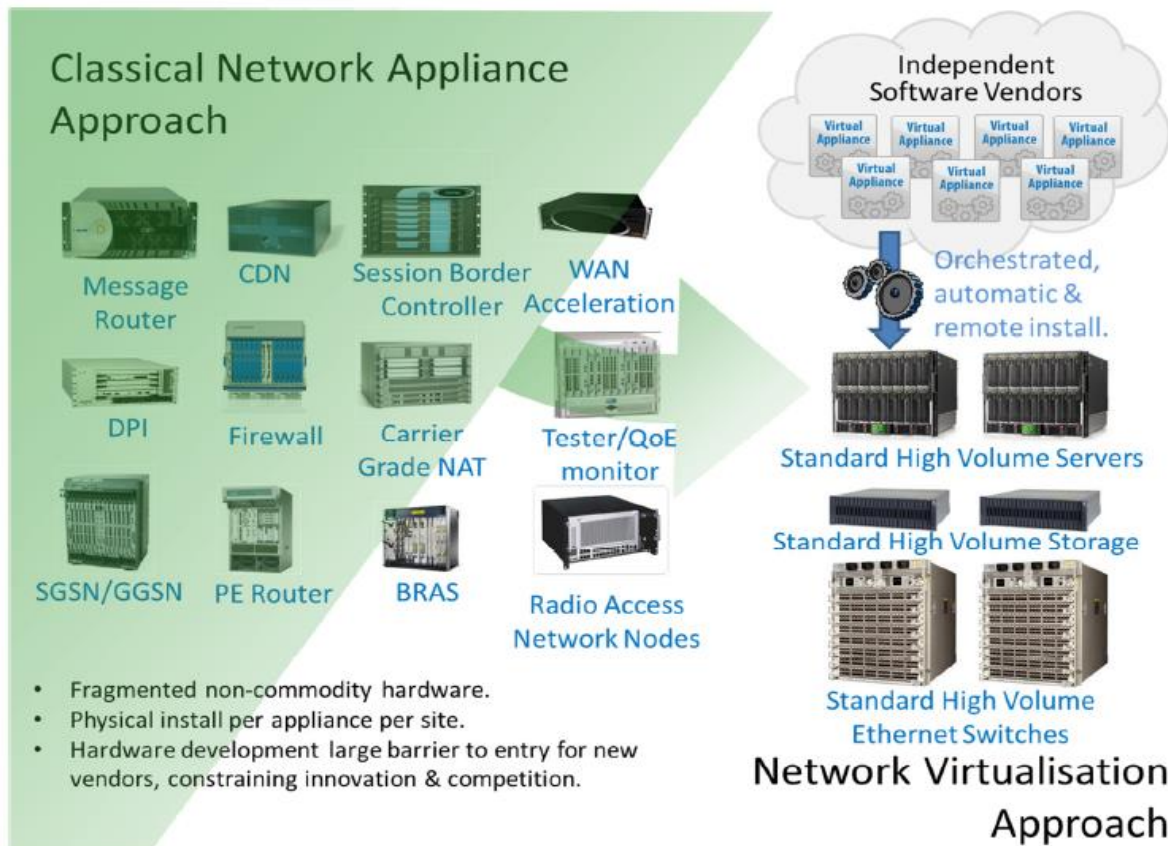 Classical Network Appliance
Approach
Message
Router
CDN
Session Border
Controller
WAN
Acceleration
DPI
Firewall
Carrier
Grade NAT
Tester/QoE
monitor
SGSN/GGSN
PE Router
BRAS
Radio Access
Network Nodes
• Fragmented non-commodity hardware.
• Physical install per appliance per site.
• Hardware development large barrier to entry for new
vendors, constraining innovation & competition.
Independent
Software Vendors
Virtual
Appliance
Virtual
Appliance
Virtual
Appliance
Virtual
Appliance
Virtual
Appliance
Virtual
Appliance
Virtual
Appliance
Orchestrated,
automatic &
remote install.
Standard High Volume Servers
Standard High Volume Storage
Standard High Volume
Ethernet Switches
Network Virtualisation
Approach